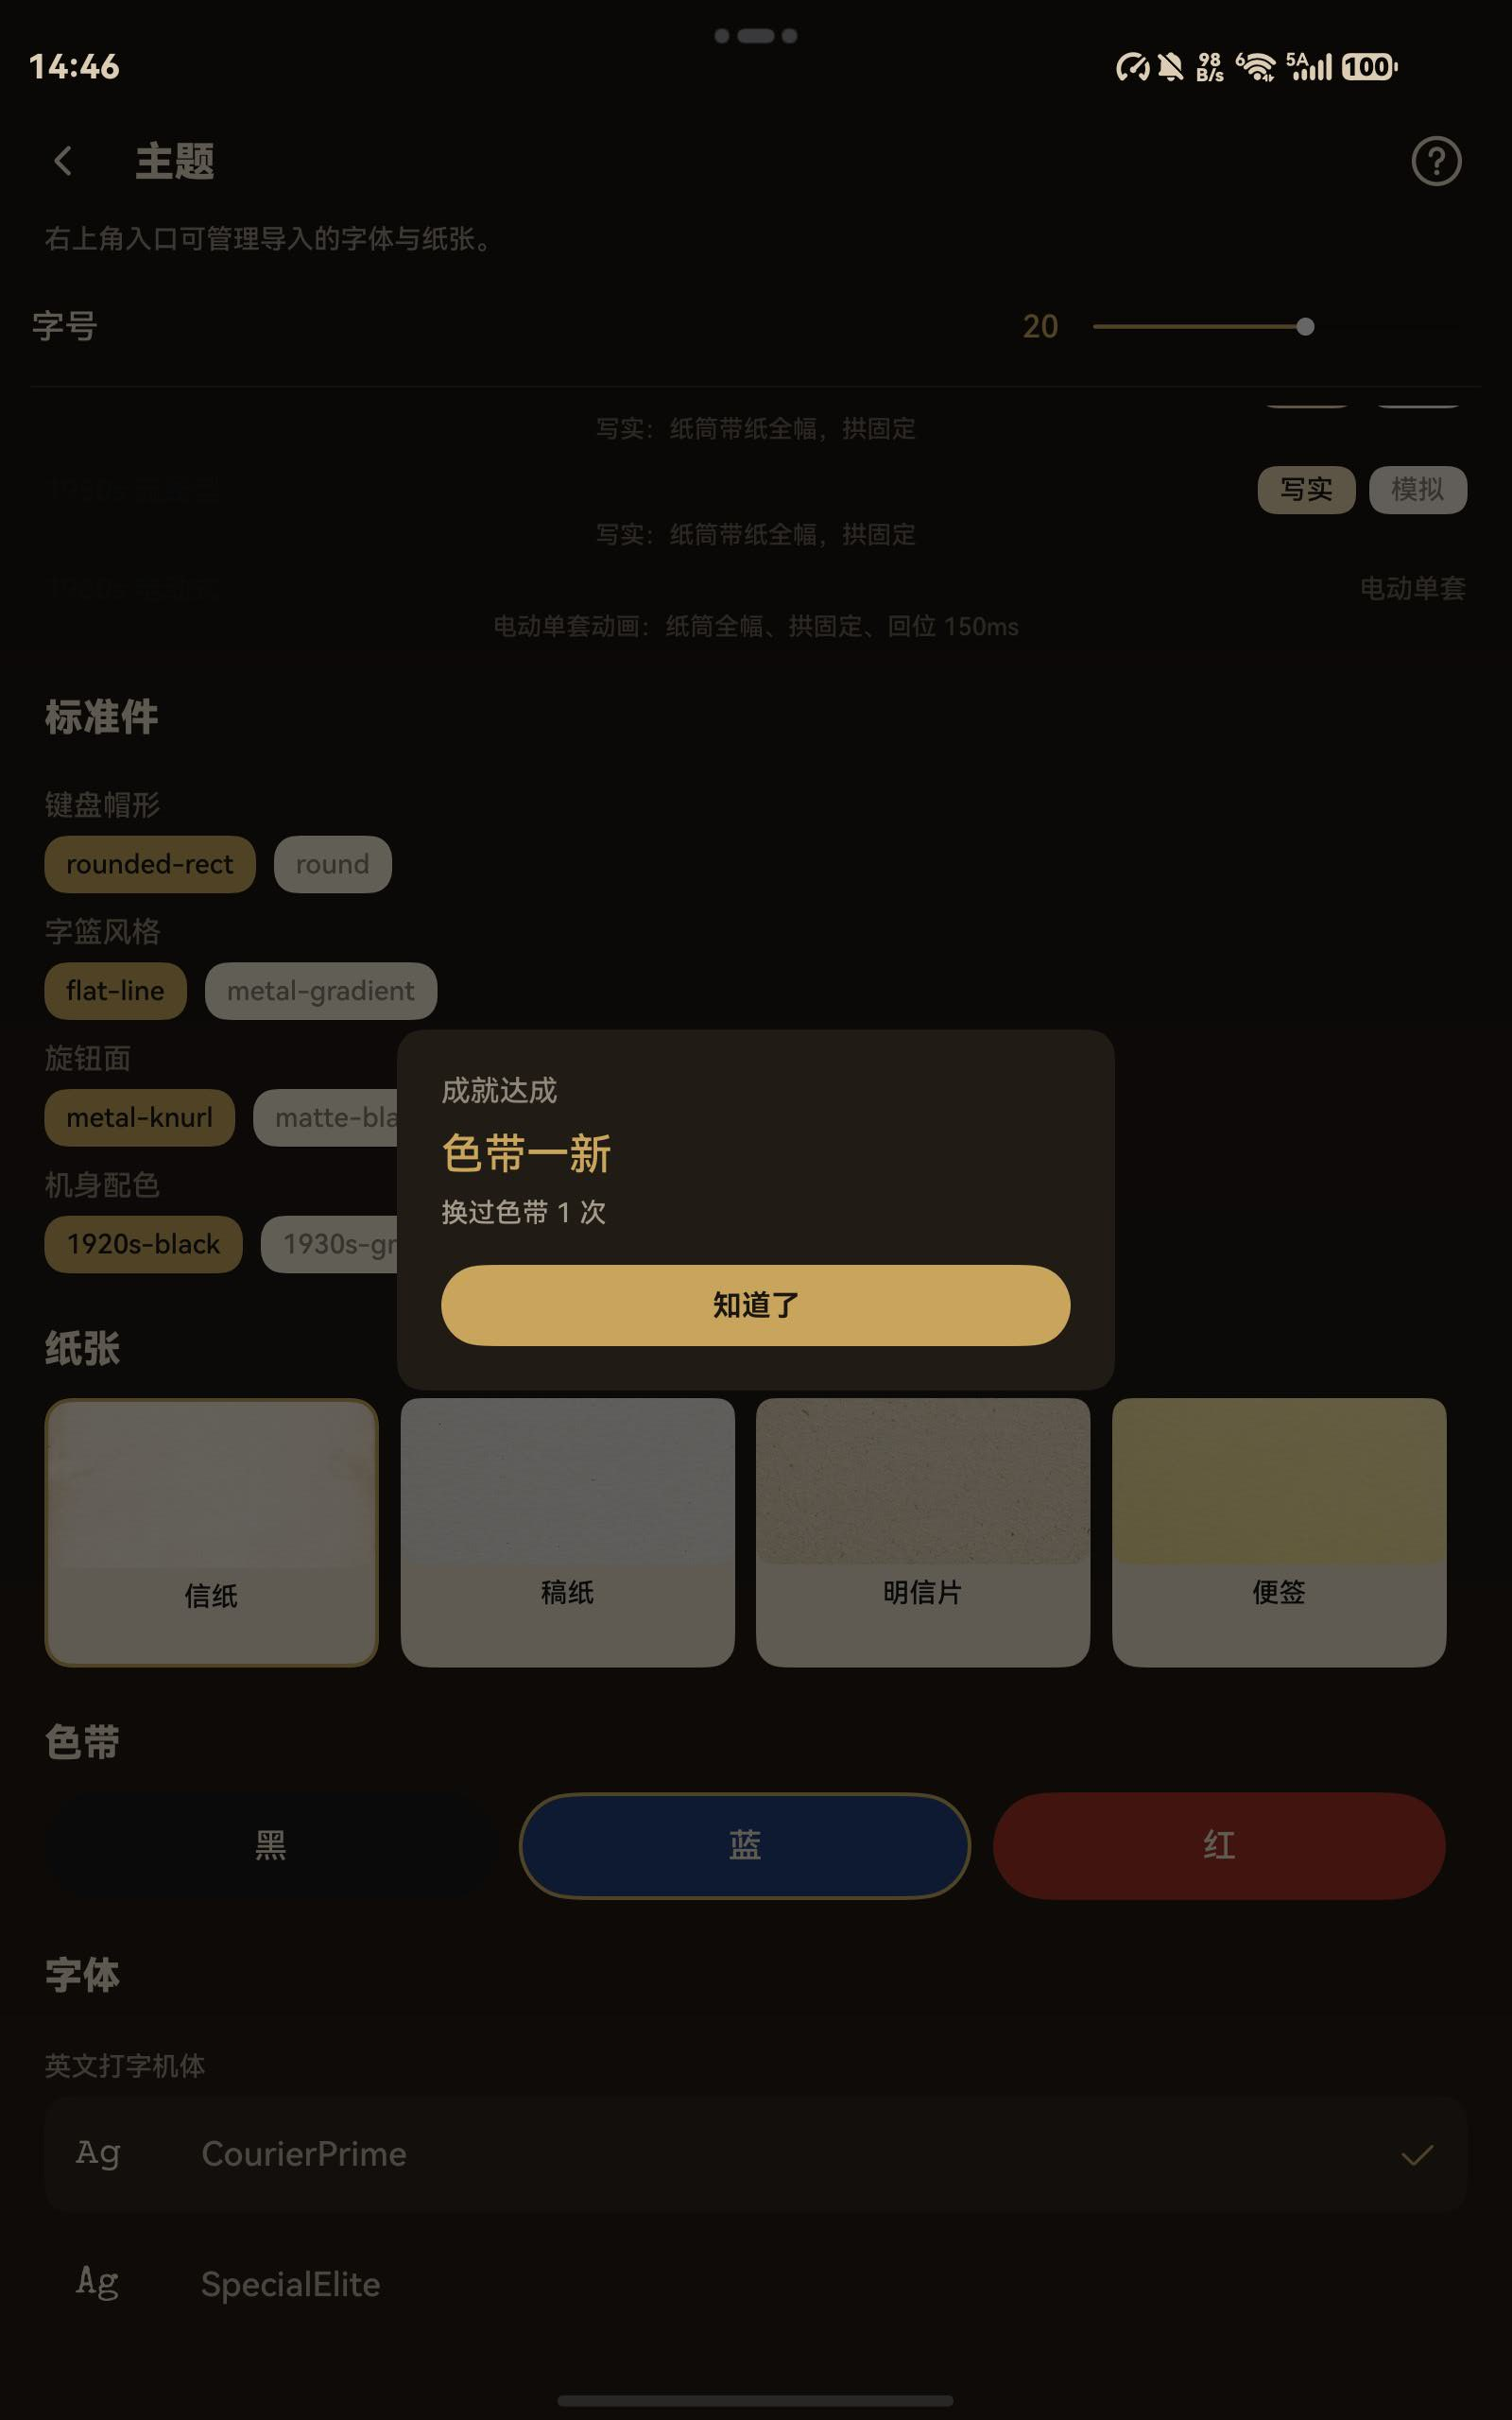 14:46
98 B/s
6
5A
100
主题
右上角入口可管理导入的字体与纸张。
字号
20
写实：纸筒带纸全幅，拱固定
写实
模拟
写实：纸筒带纸全幅，拱固定
电动单套
电动单套动画：纸筒全幅、拱固定、回位 150ms
标准件
键盘帽形
rounded-rect
round
字篮风格
flat-line
metal-gradient
旋钮面
metal-knurl
matte-bla
机身配色
1920s-black
1930s-gr
成就达成
色带一新
换过色带 1 次
知道了
纸张
信纸
稿纸
明信片
便签
色带
黑
蓝
红
字体
英文打字机体
Ag
CourierPrime
Ag
SpecialElite